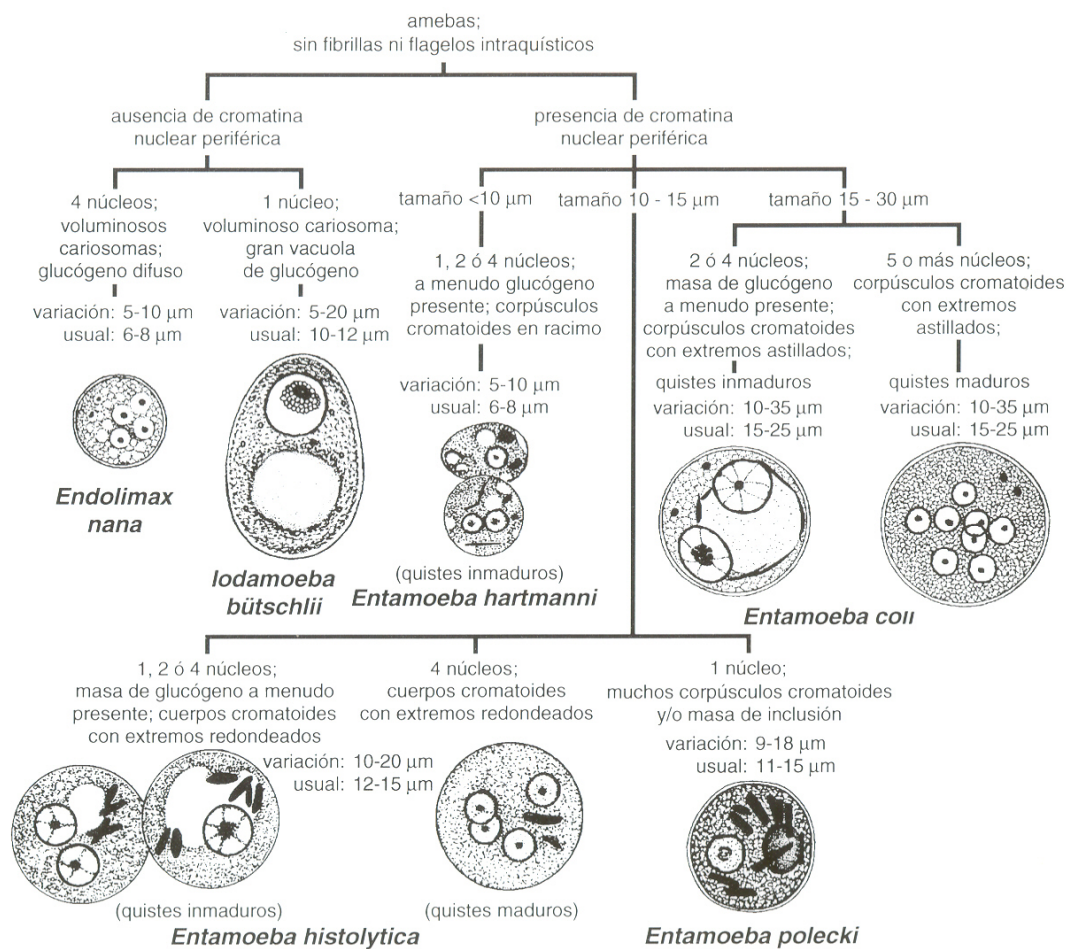 amebas;
sin fibrillas ni flagelos intraquísticos
ausencia de cromatina
nuclear periférica
presencia de cromatina
nuclear periférica
4 núcleos;
voluminosos
cariosomas;
glucógeno difuso
variación: 5-10 µm
usual: 6-8 µm
Endolimax
nana
1 núcleo;
voluminoso cariosoma;
gran vacuola
de glucógeno
variación: 5-20 µm
usual: 10-12 µm
Iodamoeba
bütschlii
tamaño <10 µm
1, 2 ó 4 núcleos;
a menudo glucógeno
presente; corpúsculos
cromatoides en racimo
variación: 5-10 µm
usual: 6-8 µm
(quistes inmaduros)
Entamoeba hartmanni
tamaño 10 - 15 µm
tamaño 15 - 30 µm
2 ó 4 núcleos;
masa de glucógeno
a menudo presente;
corpúsculos cromatoides
con extremos astillados;
quistes inmaduros
variación: 10-35 µm
usual: 15-25 µm
5 o más núcleos;
corpúsculos cromatoides
con extremos
astillados;
quistes maduros
variación: 10-35 µm
usual: 15-25 µm
Entamoeba coli
1, 2 ó 4 núcleos;
masa de glucógeno a menudo
presente; cuerpos cromatoides
con extremos redondeados
variación: 10-20 µm
usual: 12-15 µm
(quistes inmaduros)
4 núcleos;
cuerpos cromatoides
con extremos redondeados
(quistes maduros)
Entamoeba histolytica
1 núcleo;
muchos corpúsculos cromatoides
y/o masa de inclusión
variación: 9-18 µm
usual: 11-15 µm
Entamoeba polecki